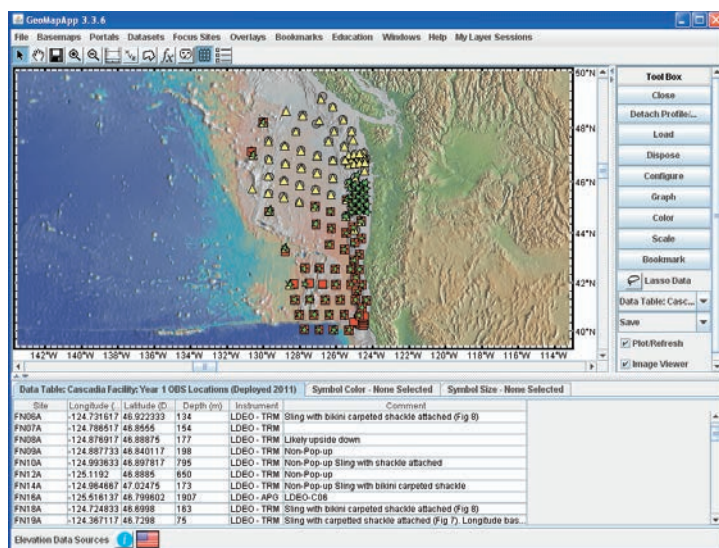 GeoMapApp 3.3.6
File Basemaps Portals Datasets Focus Sites Overlays Bookmarks Education Windows Help My Layer Sessions
50°N
48°N
46°N
44°N
42°N
40°N
142°W 140°W 138°W 136°W 134°W 132°W 130°W 128°W 126°W 124°W 122°W 120°W 118°W 116°W 114°W
Tool Box
Close
Detach Profile/...
Load
Dispose
Configure
Graph
Color
Scale
Bookmark
Lasso Data
Data Table: Casc...
Save
Plot/Refresh
Image Viewer
Data Table: Cascadia Facility: Year 1 OBS Locations (Deployed 2011) Symbol Color - None Selected Symbol Size - None Selected
Site Longitude (... Latitude (D... Depth (m) Instrument Comment
FN06A -124.731617 46.922333 134 LDEO - TRM Sling with bikini carpeted shackle attached (Fig 8)
FN07A -124.786517 46.8555 154 LDEO - TRM
FN08A -124.876917 46.88875 177 LDEO - TRM Likely upside down
FN09A -124.887733 46.840117 198 LDEO - TRM Non-Pop-up
FN10A -124.993633 46.897817 795 LDEO - TRM Non-Pop-up Sling with shackle attached
FN12A -125.1192 46.8885 650 LDEO - TRM Non-Pop-up
FN14A -124.964667 47.02475 173 LDEO - TRM Non-Pop-up Sling with bikini carpeted shackle
FN16A -125.516137 46.799602 1907 LDEO - APG LDEO-C06
FN18A -124.724833 46.6998 163 LDEO - TRM Sling with bikini carpeted shackle attached (Fig 8)
FN19A -124.367117 46.7298 75 LDEO - TRM Sling with carpetted shackle attached (Fig 7). Longitude bas...
Elevation Data Sources